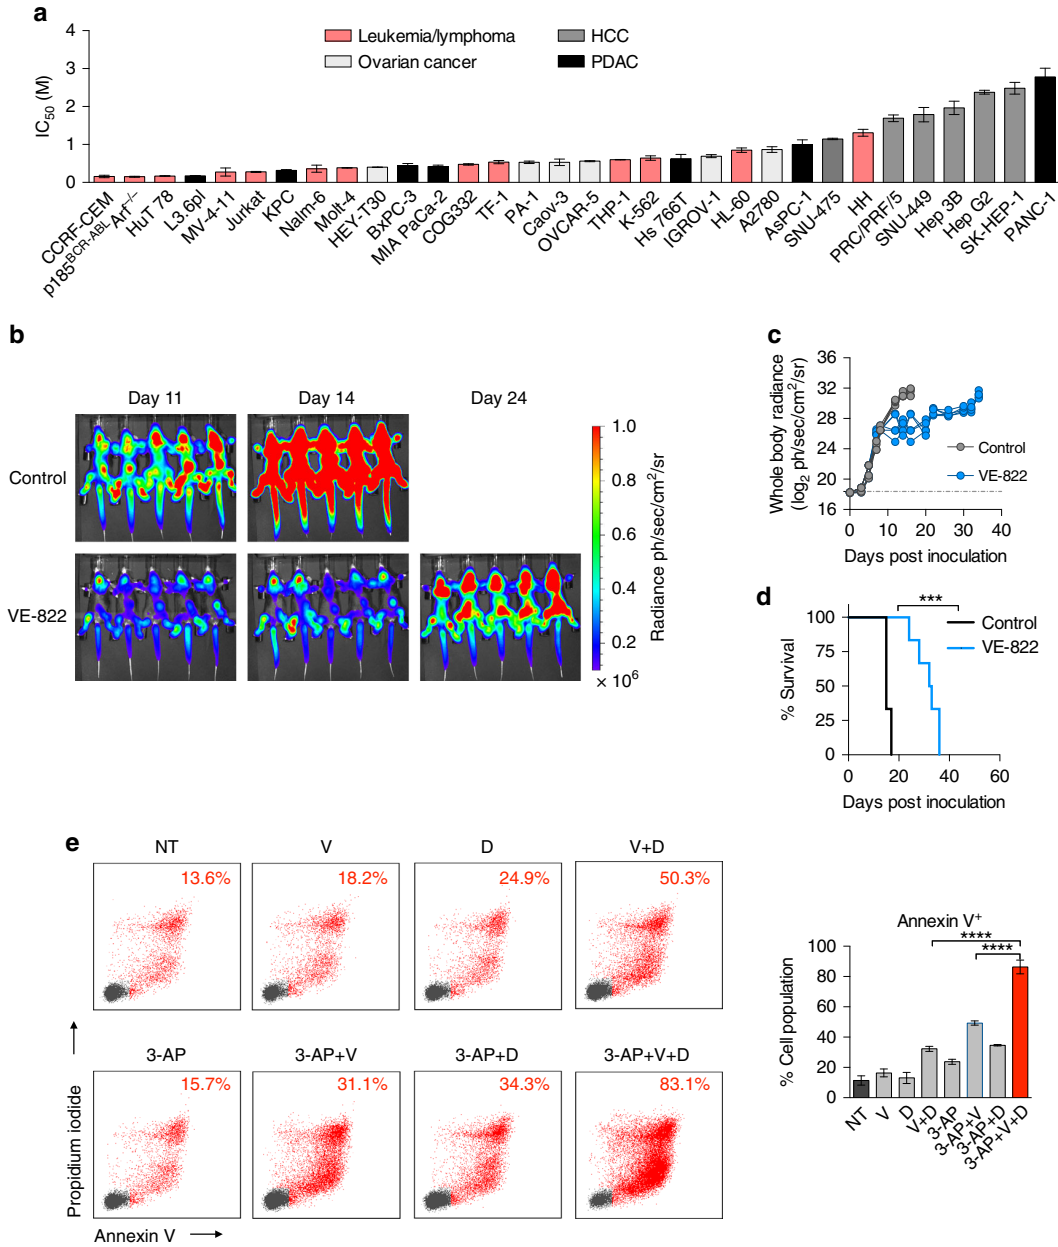 a
IC50 (M)
4
3
2
1
0
Leukemia/lymphoma
Ovarian cancer
HCC
PDAC
CCRF-CEM
p185BCR-ABL Arf−/−
HuT 78
L3.6pl
MV-4-11
Jurkat
KPC
Nalm-6
Molt-4
HEY-T30
BxPC-3
MIA PaCa-2
COG332
TF-1
PA-1
Caov-3
OVCAR-5
THP-1
K-562
Hs 766T
IGROV-1
HL-60
A2780
AsPC-1
SNU-475
HH
PRC/PRF/5
SNU-449
Hep 3B
Hep G2
SK-HEP-1
PANC-1
b
Day 11
Day 14
Day 24
Control
VE-822
1.0
0.8
0.6
0.4
0.2
× 10⁶
Radiance ph/sec/cm²/sr
c
Whole body radiance
(log₂ ph/sec/cm²/sr)
36
32
28
24
20
16
Control
VE-822
0 10 20 30 40
Days post inoculation
d
***
% Survival
100
75
50
25
0
Control
VE-822
0 20 40 60
Days post inoculation
e
NT
V
D
V+D
13.6%
18.2%
24.9%
50.3%
3-AP
3-AP+V
3-AP+D
3-AP+V+D
15.7%
31.1%
34.3%
83.1%
Propidium iodide
Annexin V
Annexin V⁺
****
****
% Cell population
100
80
60
40
20
0
NT
V
D
V+D
3-AP
3-AP+V
3-AP+D
3-AP+V+D